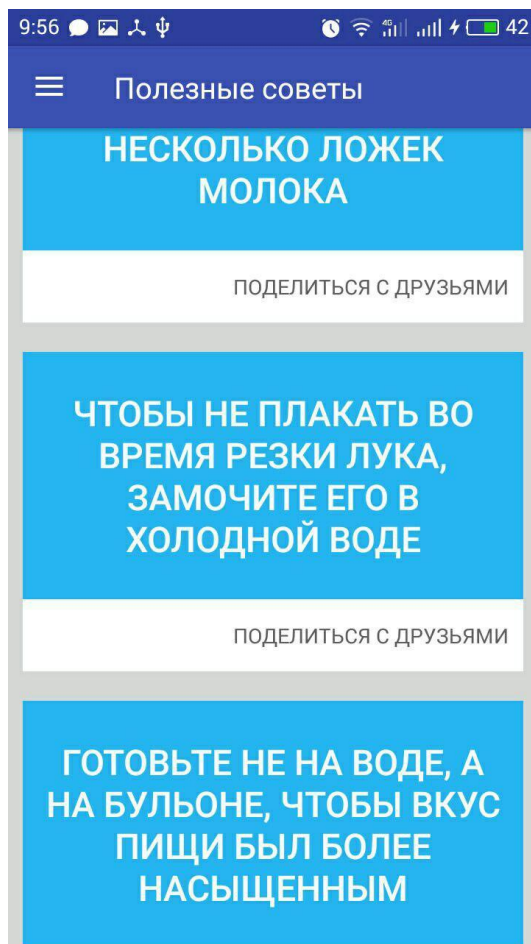 9:56 42
Полезные советы
НЕСКОЛЬКО ЛОЖЕК
МОЛОКА
ПОДЕЛИТЬСЯ С ДРУЗЬЯМИ
ЧТОБЫ НЕ ПЛАКАТЬ ВО
ВРЕМЯ РЕЗКИ ЛУКА,
ЗАМОЧИТЕ ЕГО В
ХОЛОДНОЙ ВОДЕ
ПОДЕЛИТЬСЯ С ДРУЗЬЯМИ
ГОТОВЬТЕ НЕ НА ВОДЕ, А
НА БУЛЬОНЕ, ЧТОБЫ ВКУС
ПИЩИ БЫЛ БОЛЕЕ
НАСЫЩЕННЫМ